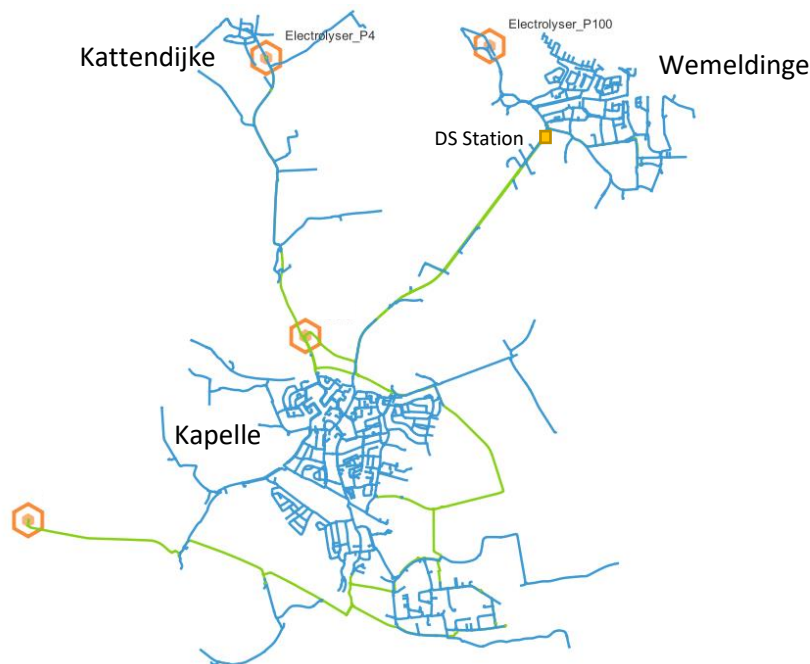 Electrolyser_P100
Electrolyser_P4
Kattendijke
Wemeldinge
DS Station
Kapelle